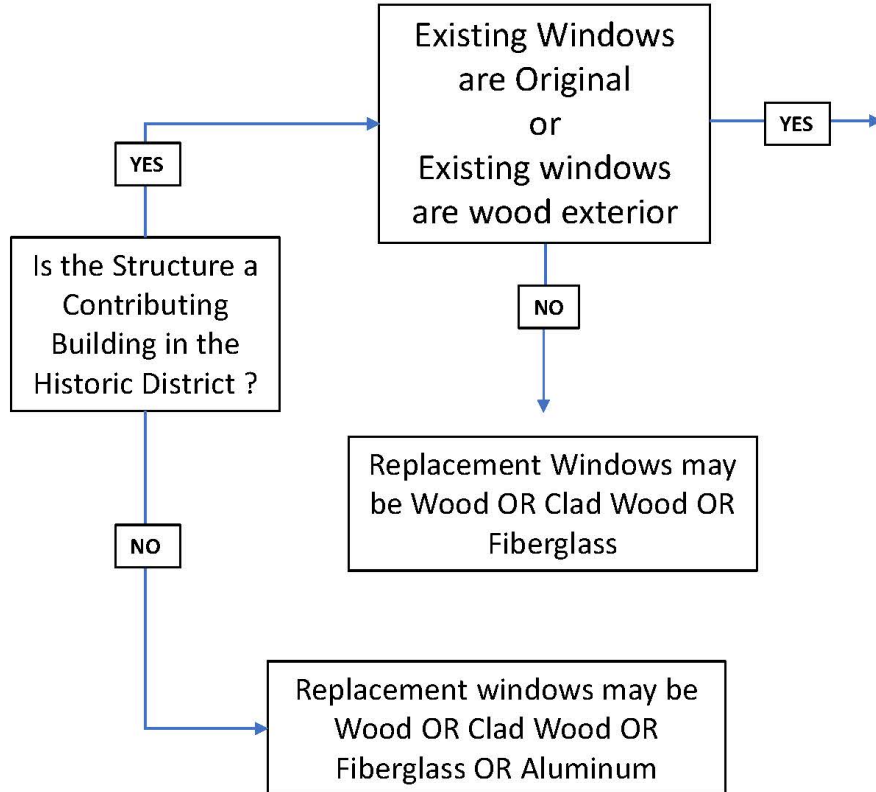 Existing Windows
are Original
or
Existing windows
are wood exterior
YES
YES
Is the Structure a
Contributing
Building in the
Historic District ?
NO
Replacement Windows may
be Wood OR Clad Wood OR
Fiberglass
NO
Replacement windows may be
Wood OR Clad Wood OR
Fiberglass OR Aluminum